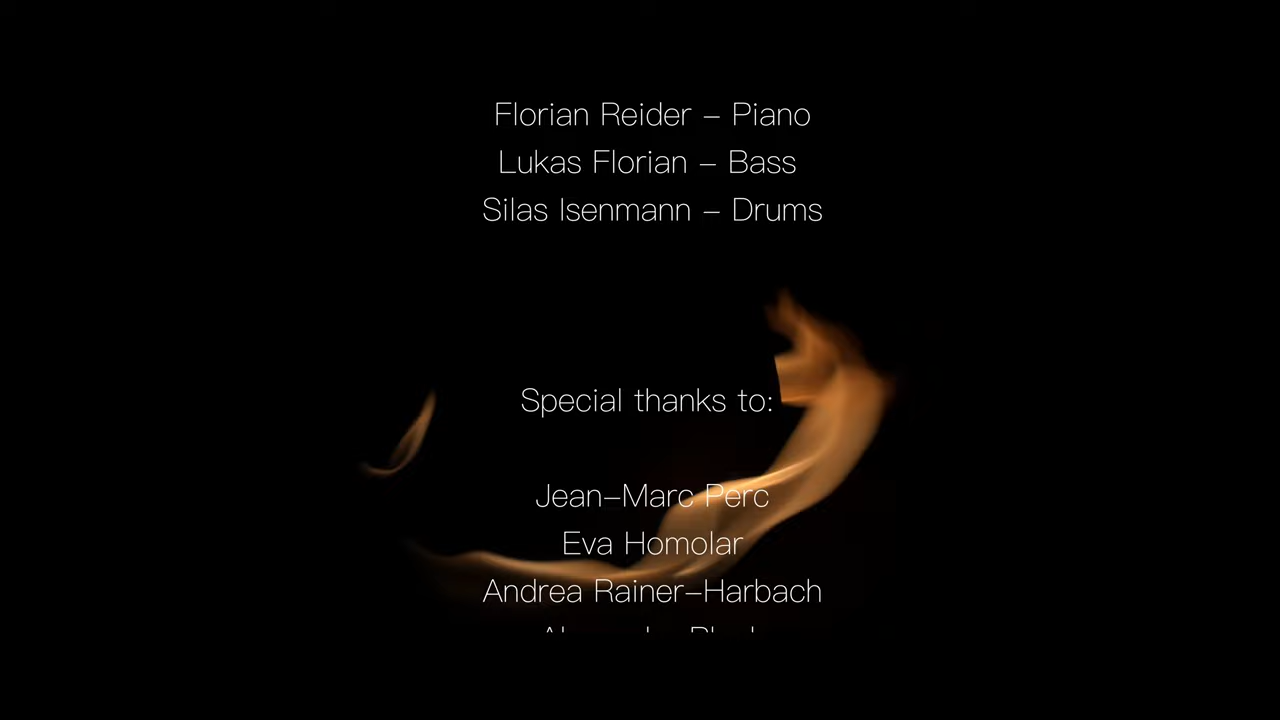 Florian Reider – Piano
Lukas Florian – Bass
Silas Isenmann – Drums
Special thanks to:
Jean-Marc Perc
Eva Homolar
Andrea Rainer-Harbach